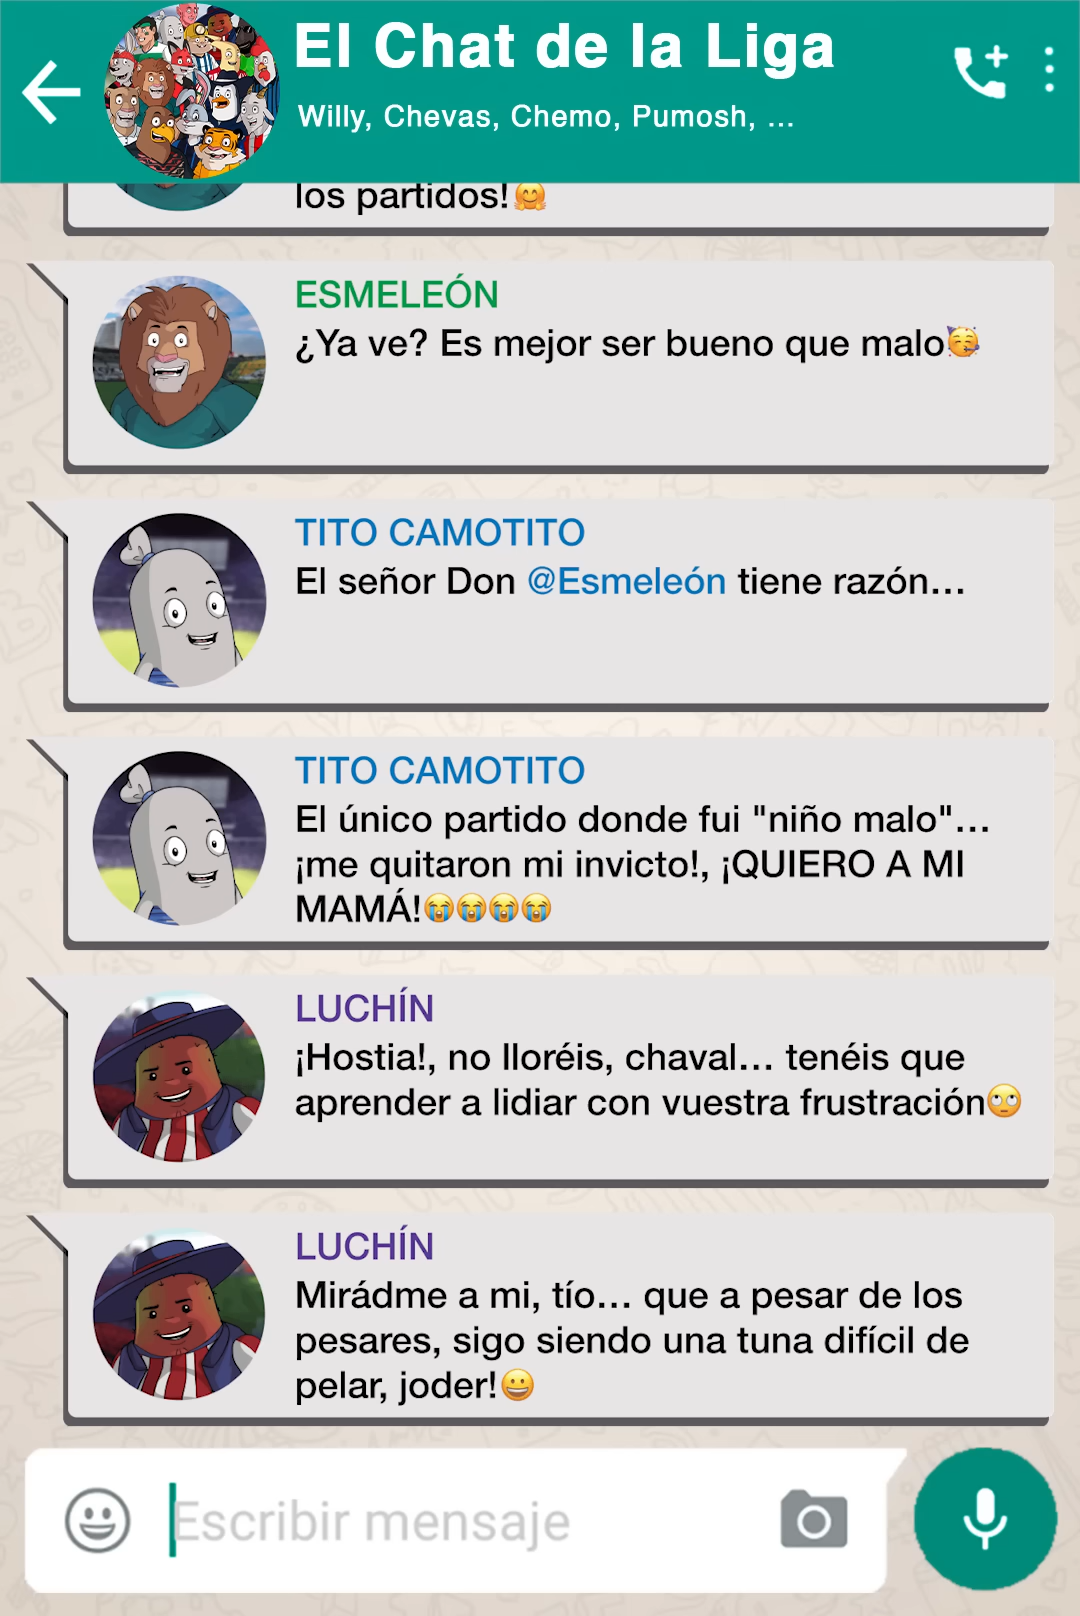 El Chat de la Liga
Willy, Chevas, Chemo, Pumosh, ...
los partidos!🤗
ESMELEÓN
¿Ya ve? Es mejor ser bueno que malo🥳
TITO CAMOTITO
El señor Don @Esmeleón tiene razón...
TITO CAMOTITO
El único partido donde fui "niño malo"...
¡me quitaron mi invicto!, ¡QUIERO A MI
MAMÁ!😭😭😭😭
LUCHÍN
¡Hostia!, no lloréis, chaval... tenéis que
aprender a lidiar con vuestra frustración🙄
LUCHÍN
Mirádme a mi, tío... que a pesar de los
pesares, sigo siendo una tuna difícil de
pelar, joder!😀
Escribir mensaje